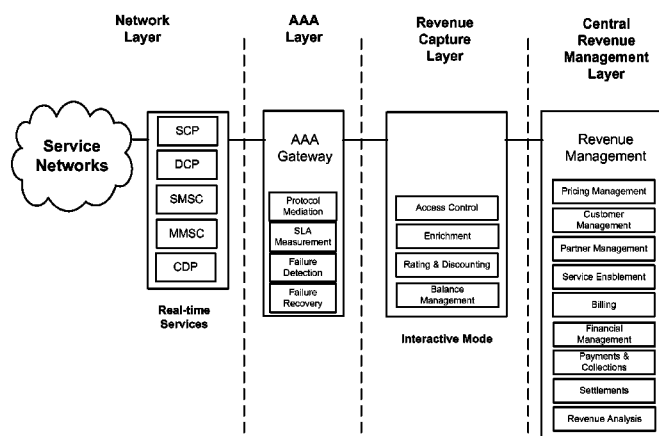 Network
Layer
AAA
Layer
Revenue
Capture
Layer
Central
Revenue
Management
Layer
Service
Networks
SCP
DCP
SMSC
MMSC
CDP
Real-time
Services
AAA
Gateway
Protocol
Mediation
SLA
Measurement
Failure
Detection
Failure
Recovery
Access Control
Enrichment
Rating & Discounting
Balance
Management
Interactive Mode
Revenue
Management
Pricing Management
Customer
Management
Partner Management
Service Enablement
Billing
Financial
Management
Payments &
Collections
Settlements
Revenue Analysis